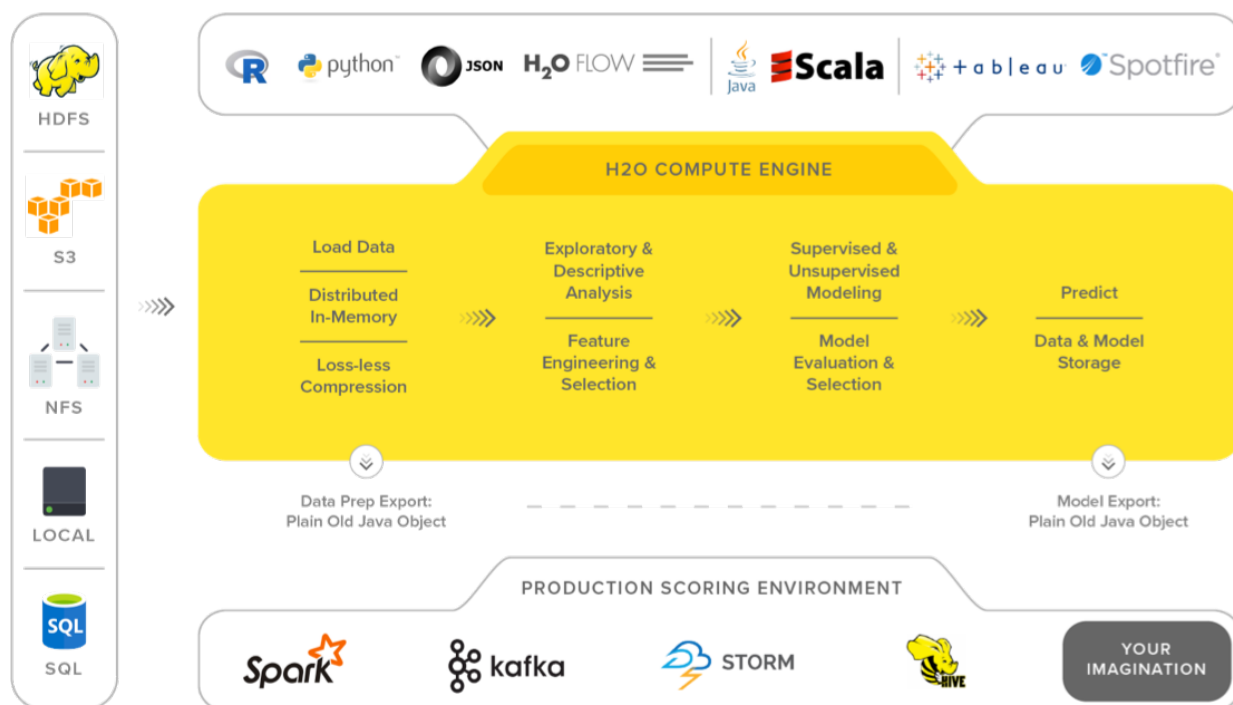 HDFS
S3
NFS
LOCAL
SQL
SQL
R
python™
JSON
H2O FLOW
Java
Scala
+ a b l e a u
Spotfire®
H2O COMPUTE ENGINE
Load Data
Distributed
In-Memory
Loss-less
Compression
Exploratory &
Descriptive
Analysis
Feature
Engineering &
Selection
Supervised &
Unsupervised
Modeling
Model
Evaluation &
Selection
Predict
Data & Model
Storage
Data Prep Export:
Plain Old Java Object
Model Export:
Plain Old Java Object
PRODUCTION SCORING ENVIRONMENT
Spark
kafka
STORM
HIVE
YOUR
IMAGINATION